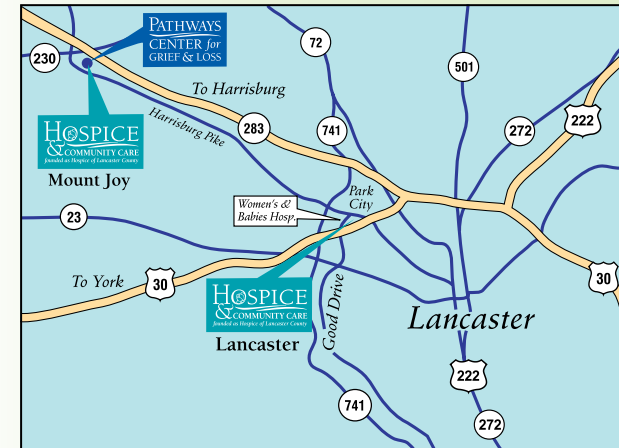 PATHWAYS
CENTER for
GRIEF & LOSS
230
72
501
To Harrisburg
HOSPICE
& COMMUNITY CARE
founded as Hospice of Lancaster County
Mount Joy
Harrisburg Pike
283
741
272
222
Park
City
Women's &
Babies Hosp.
23
To York
30
30
HOSPICE
& COMMUNITY CARE
founded as Hospice of Lancaster County
Lancaster
Good Drive
Lancaster
222
741
272